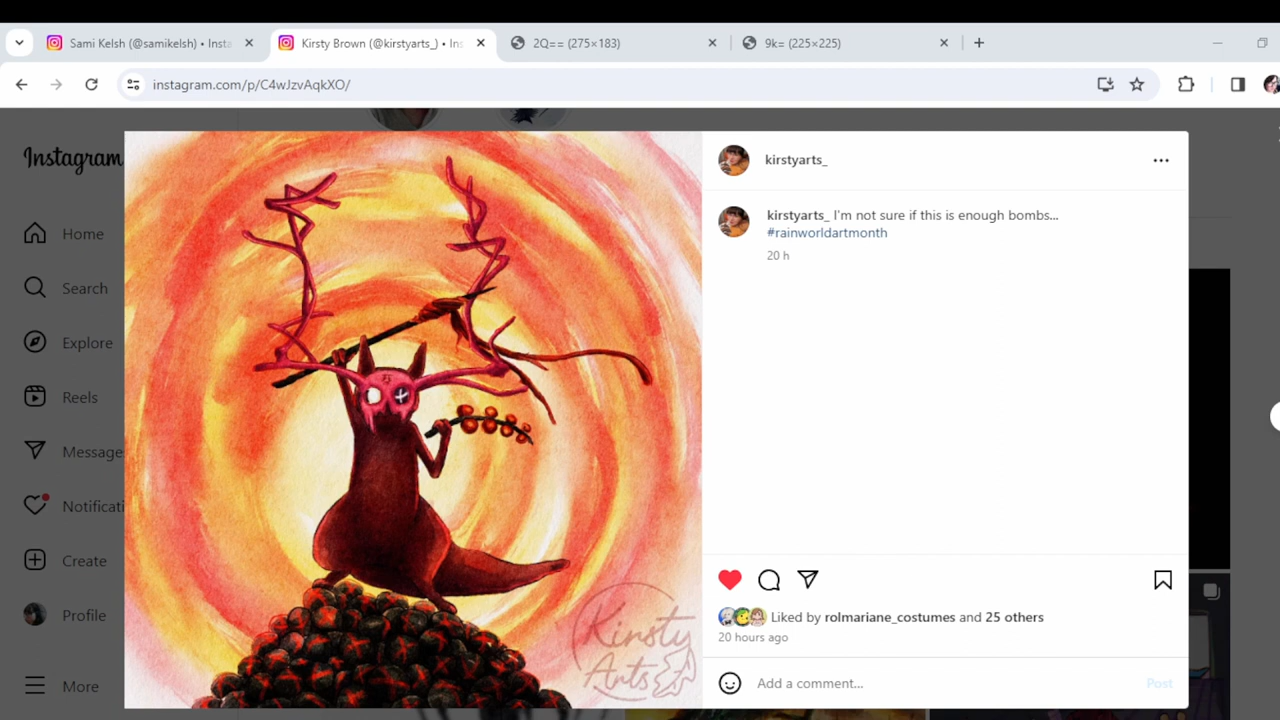 Sami Kelsh (@samikelsh) • Insta
Kirsty Brown (@kirstyarts_) • Ins
2Q== (275×183)
9k= (225×225)
instagram.com/p/C4wJzvAqkXO/
Instagram
Home
Search
Explore
Reels
Message
Notificati
Create
Profile
More
kirstyarts_
kirstyarts_ I'm not sure if this is enough bombs...
#rainworldartmonth
20 h
Liked by rolmariane_costumes and 25 others
20 hours ago
Add a comment...
Post
Kirsty
Arts